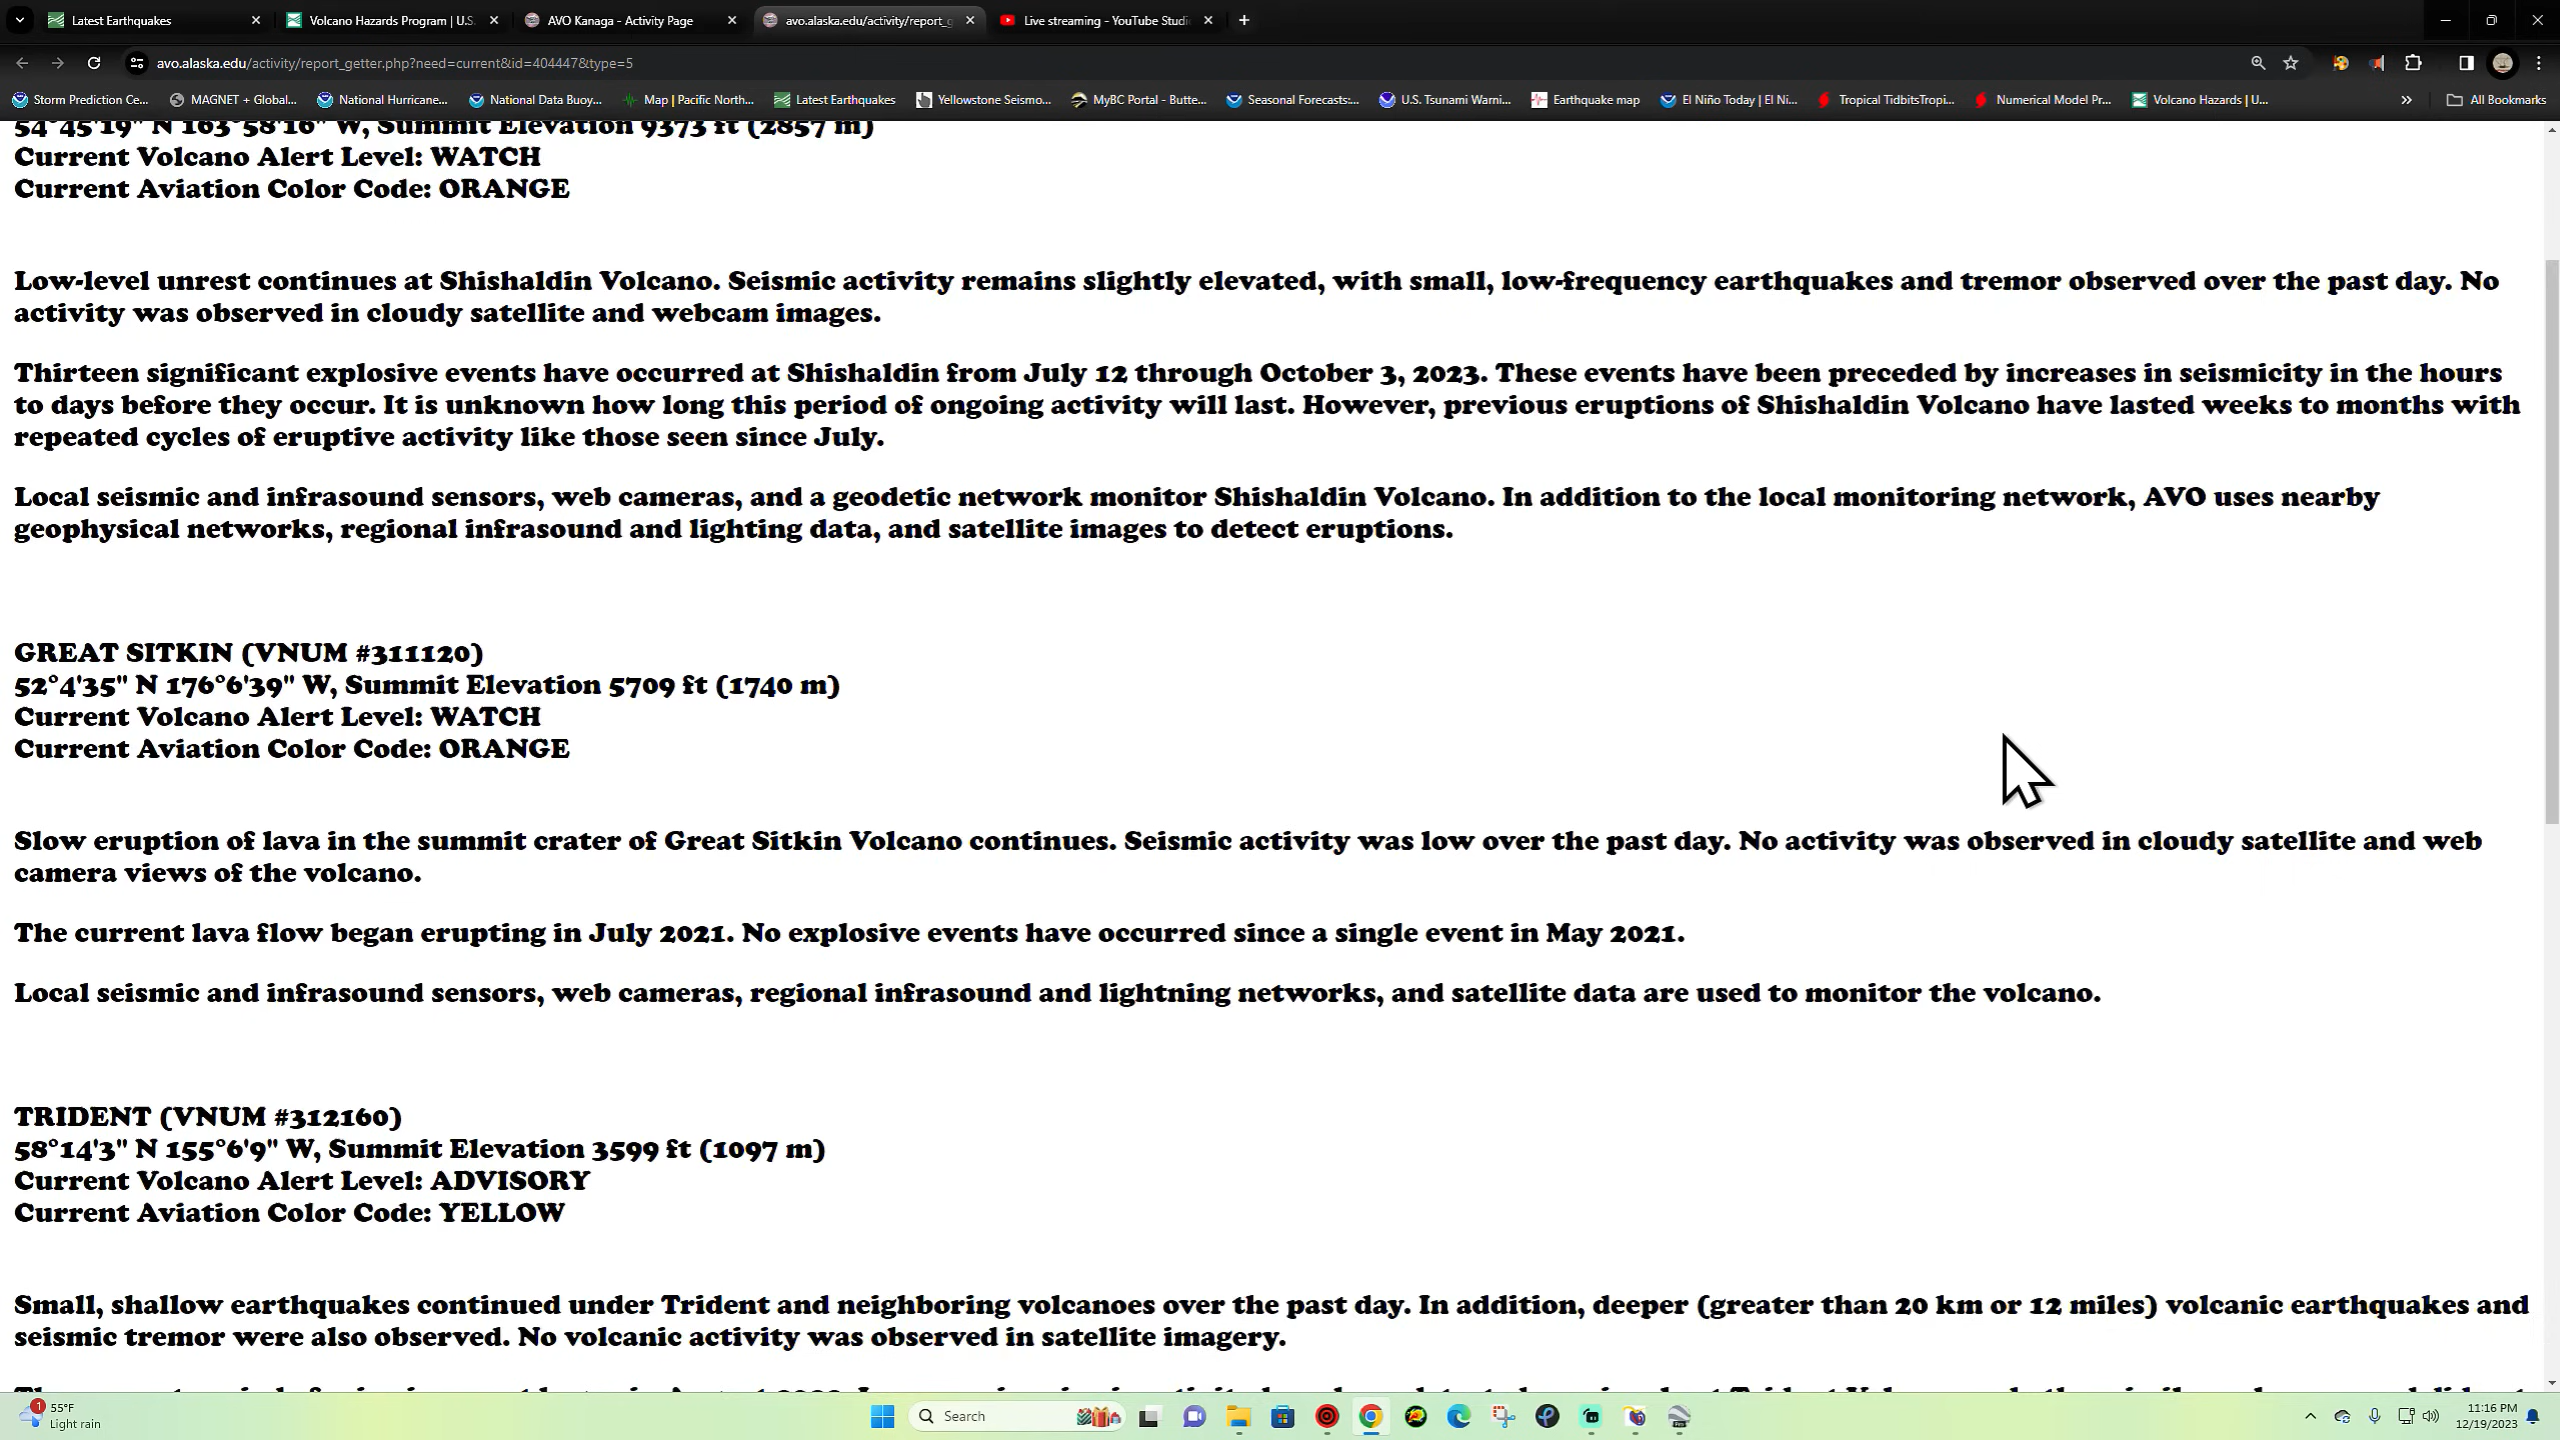 Latest Earthquakes
Volcano Hazards Program | U.S.
AVO Kanaga - Activity Page
avo.alaska.edu/activity/report_g
Live streaming - YouTube Studi
avo.alaska.edu/activity/report_getter.php?need=current&id=404447&type=5
Storm Prediction Ce...
MAGNET + Global...
National Hurricane...
National Data Buoy...
Map | Pacific North...
Latest Earthquakes
Yellowstone Seismo...
MyBC Portal - Butte...
Seasonal Forecasts:...
U.S. Tsunami Warni...
Earthquake map
El Niño Today | El Ni...
Tropical TidbitsTropi...
Numerical Model Pr...
Volcano Hazards | U...
All Bookmarks
54°45'19" N 163°58'16" W, Summit Elevation 9373 ft (2857 m)
Current Volcano Alert Level: WATCH
Current Aviation Color Code: ORANGE
Low-level unrest continues at Shishaldin Volcano. Seismic activity remains slightly elevated, with small, low-frequency earthquakes and tremor observed over the past day. No
activity was observed in cloudy satellite and webcam images.
Thirteen significant explosive events have occurred at Shishaldin from July 12 through October 3, 2023. These events have been preceded by increases in seismicity in the hours
to days before they occur. It is unknown how long this period of ongoing activity will last. However, previous eruptions of Shishaldin Volcano have lasted weeks to months with
repeated cycles of eruptive activity like those seen since July.
Local seismic and infrasound sensors, web cameras, and a geodetic network monitor Shishaldin Volcano. In addition to the local monitoring network, AVO uses nearby
geophysical networks, regional infrasound and lighting data, and satellite images to detect eruptions.
GREAT SITKIN (VNUM #311120)
52°4'35" N 176°6'39" W, Summit Elevation 5709 ft (1740 m)
Current Volcano Alert Level: WATCH
Current Aviation Color Code: ORANGE
Slow eruption of lava in the summit crater of Great Sitkin Volcano continues. Seismic activity was low over the past day. No activity was observed in cloudy satellite and web
camera views of the volcano.
The current lava flow began erupting in July 2021. No explosive events have occurred since a single event in May 2021.
Local seismic and infrasound sensors, web cameras, regional infrasound and lightning networks, and satellite data are used to monitor the volcano.
TRIDENT (VNUM #312160)
58°14'3" N 155°6'9" W, Summit Elevation 3599 ft (1097 m)
Current Volcano Alert Level: ADVISORY
Current Aviation Color Code: YELLOW
Small, shallow earthquakes continued under Trident and neighboring volcanoes over the past day. In addition, deeper (greater than 20 km or 12 miles) volcanic earthquakes and
seismic tremor were also observed. No volcanic activity was observed in satellite imagery.
1
55°F
Light rain
Search
11:16 PM
12/19/2023